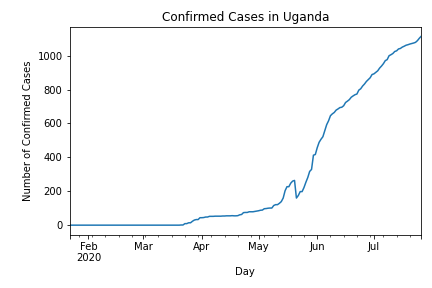 Confirmed Cases in Uganda
Number of Confirmed Cases
1000
800
600
400
200
0
Feb Mar Apr May Jun Jul
2020
Day